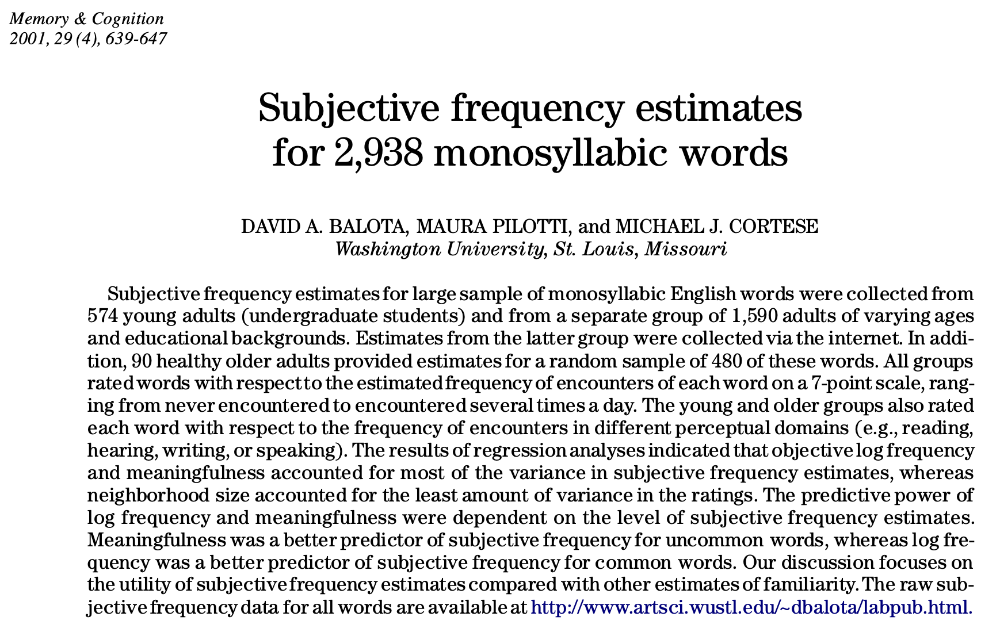 Memory & Cognition
2001, 29 (4), 639-647
Subjective frequency estimates
for 2,938 monosyllabic words
DAVID A. BALOTA, MAURA PILOTTI, and MICHAEL J. CORTESE
Washington University, St. Louis, Missouri
Subjective frequency estimates for large sample of monosyllabic English words were collected from
574 young adults (undergraduate students) and from a separate group of 1,590 adults of varying ages
and educational backgrounds. Estimates from the latter group were collected via the internet. In addi-
tion, 90 healthy older adults provided estimates for a random sample of 480 of these words. All groups
rated words with respect to the estimated frequency of encounters of each word on a 7-point scale, rang-
ing from never encountered to encountered several times a day. The young and older groups also rated
each word with respect to the frequency of encounters in different perceptual domains (e.g., reading,
hearing, writing, or speaking). The results of regression analyses indicated that objective log frequency
and meaningfulness accounted for most of the variance in subjective frequency estimates, whereas
neighborhood size accounted for the least amount of variance in the ratings. The predictive power of
log frequency and meaningfulness were dependent on the level of subjective frequency estimates.
Meaningfulness was a better predictor of subjective frequency for uncommon words, whereas log fre-
quency was a better predictor of subjective frequency for common words. Our discussion focuses on
the utility of subjective frequency estimates compared with other estimates of familiarity. The raw sub-
jective frequency data for all words are available at http://www.artsci.wustl.edu/~dbalota/labpub.html.